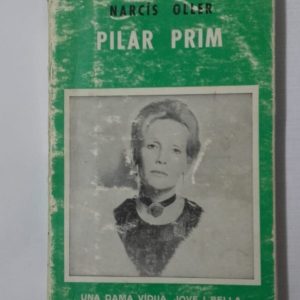 NARCÍS OLLER
PILAR PRIM
UNA DAMA VÍDUA, JOVE I BELLA